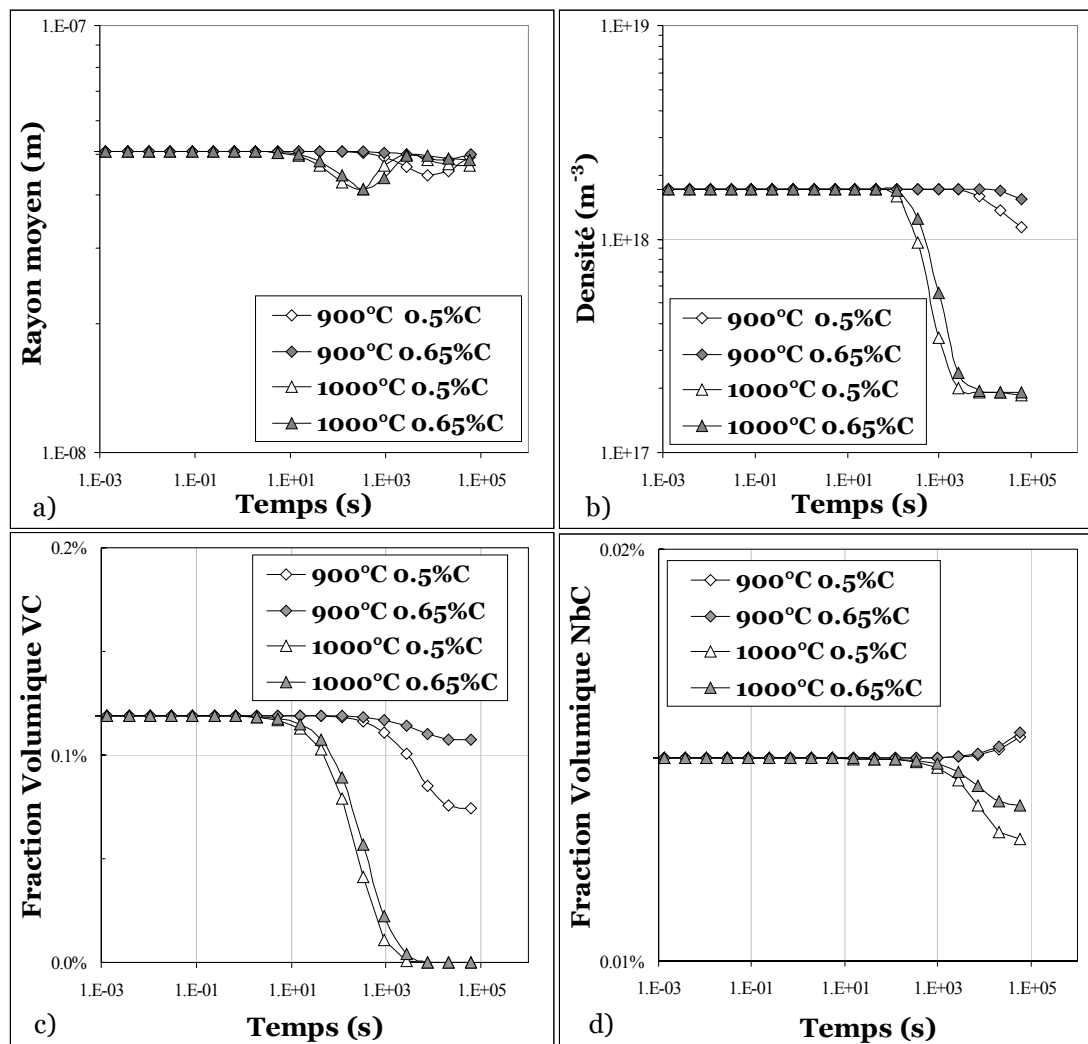 1.E-07
Rayon moyen (m)
900°C 0.5%C
900°C 0.65%C
1000°C 0.5%C
1000°C 0.65%C
1.E-08
1.E-03 1.E-01 1.E+01 1.E+03 1.E+05
Temps (s)
a)
1.E+19
Densité (m-3)
1.E+18
900°C 0.5%C
900°C 0.65%C
1000°C 0.5%C
1000°C 0.65%C
1.E+17
1.E-03 1.E-01 1.E+01 1.E+03 1.E+05
Temps (s)
b)
0.2%
Fraction Volumique VC
900°C 0.5%C
900°C 0.65%C
1000°C 0.5%C
1000°C 0.65%C
0.1%
0.0%
1.E-03 1.E-01 1.E+01 1.E+03 1.E+05
Temps (s)
c)
0.02%
Fraction Volumique NbC
900°C 0.5%C
900°C 0.65%C
1000°C 0.5%C
1000°C 0.65%C
0.01%
1.E-03 1.E-01 1.E+01 1.E+03 1.E+05
Temps (s)
d)